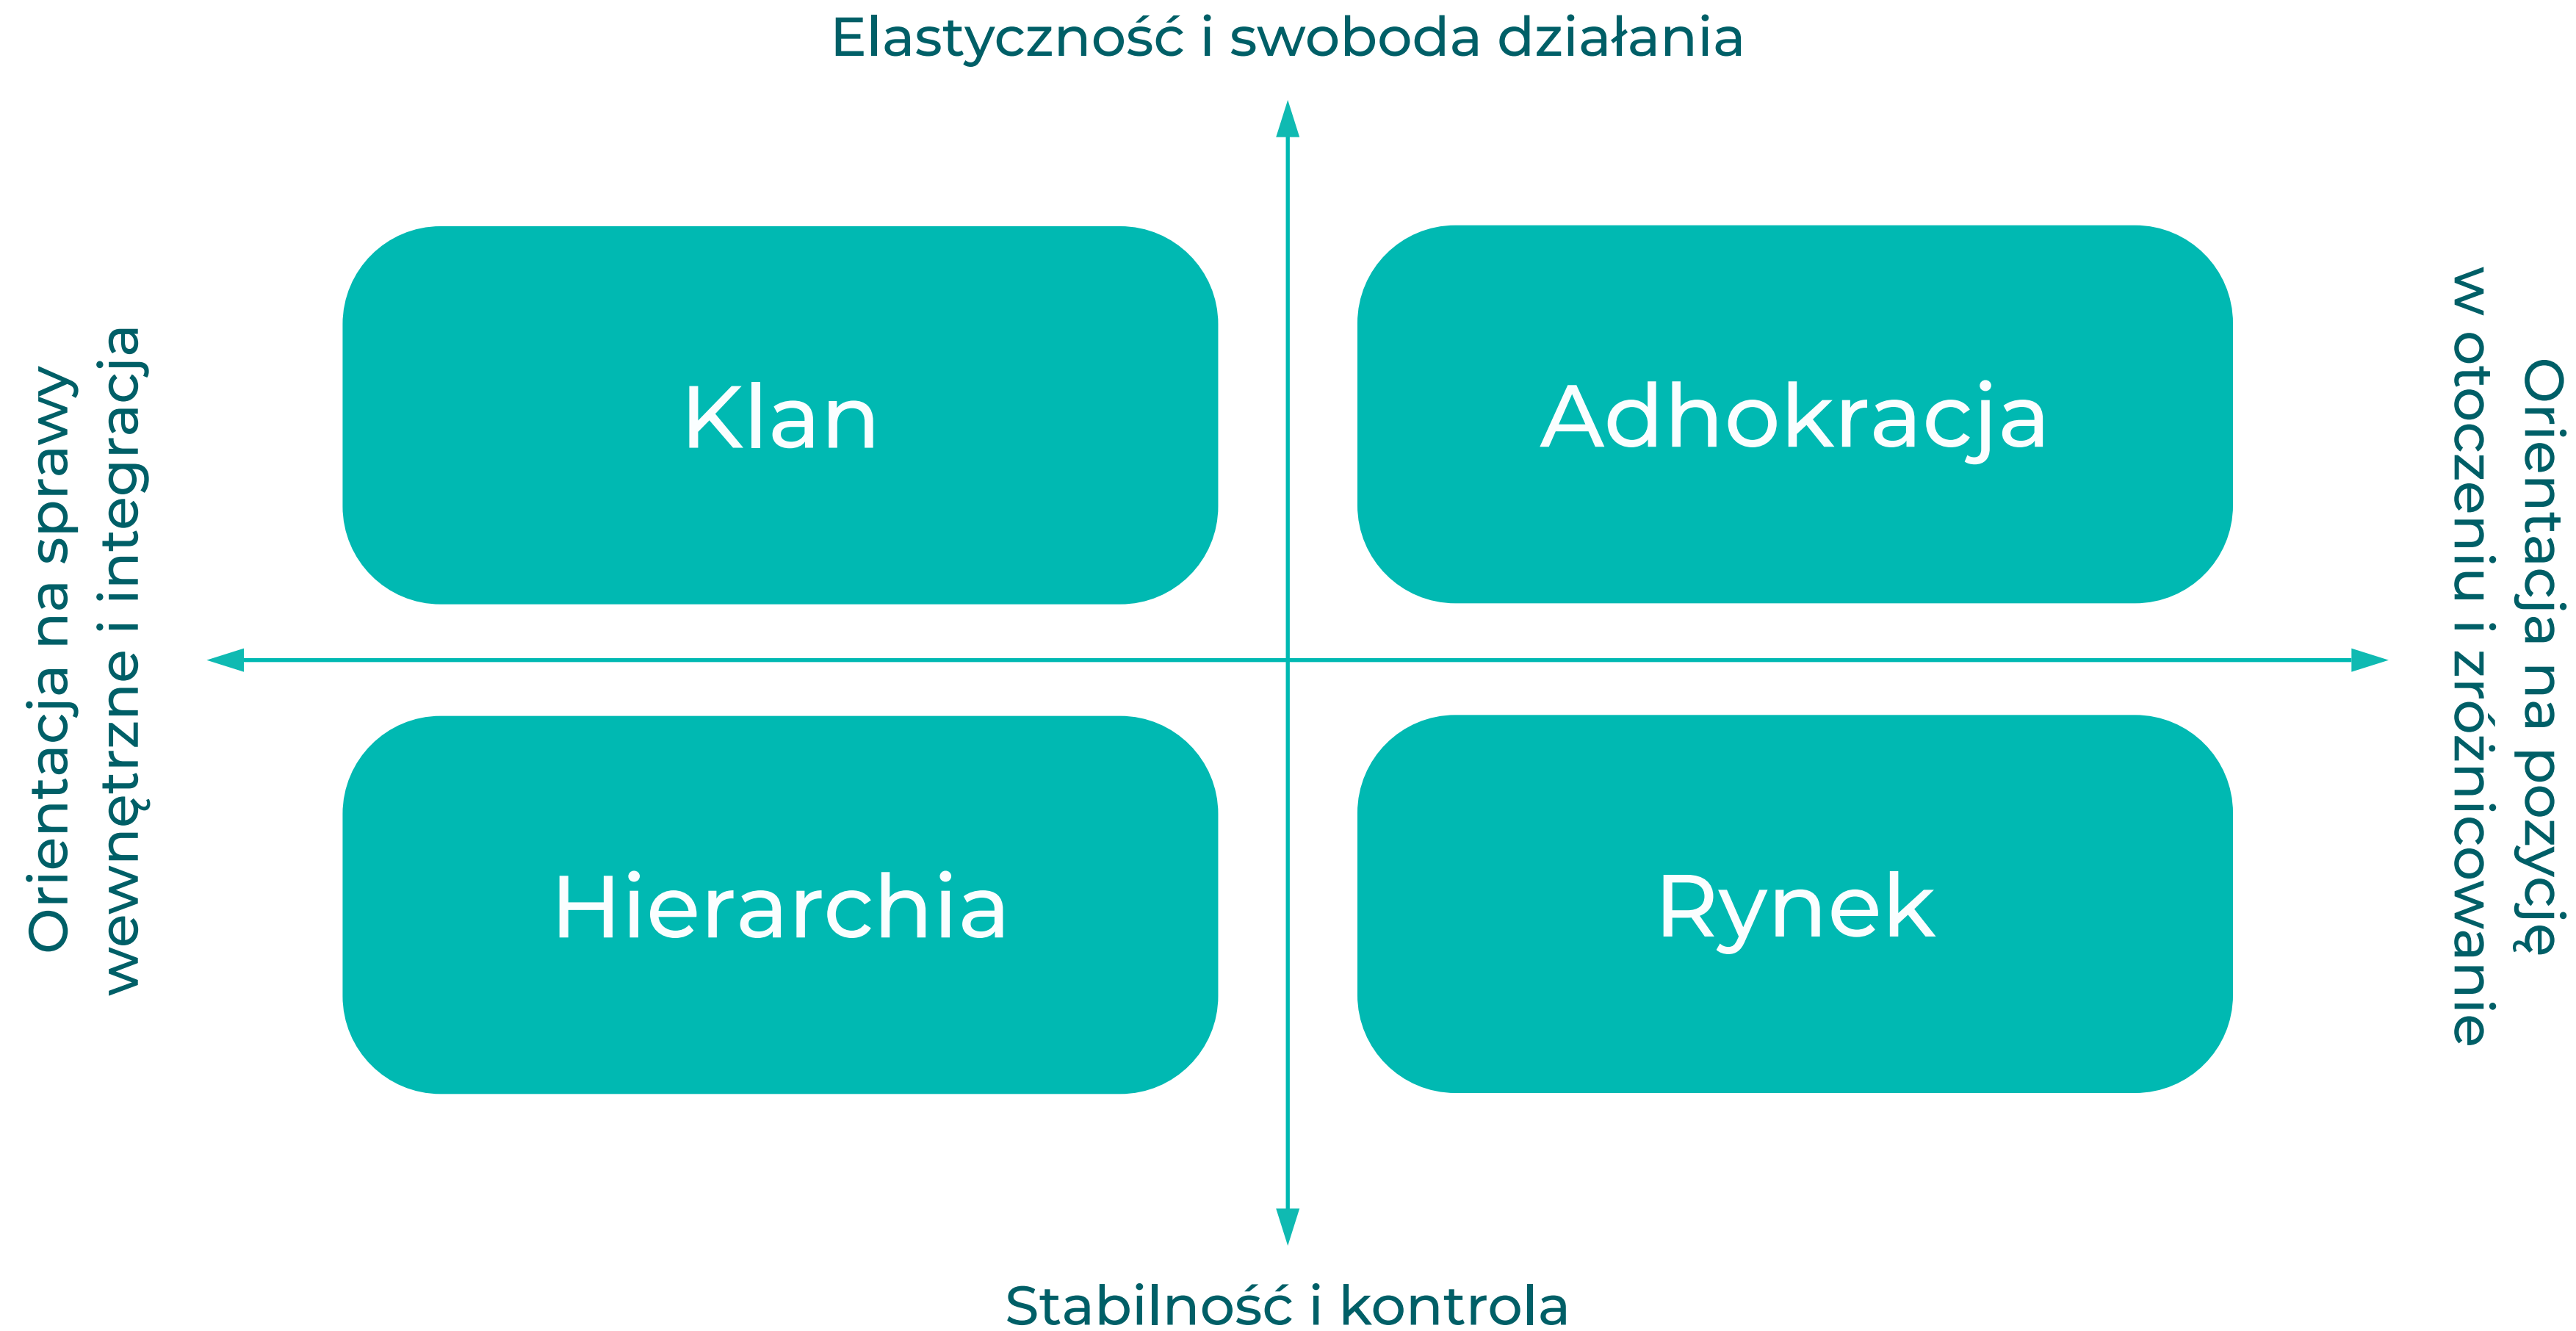 Elastyczność i swoboda działania
Orientacja na sprawy
wewnętrzne i integracja
Klan
Adhokracja
Hierarchia
Rynek
Orientacja na pozycję
w otoczeniu i zróżnicowanie
Stabilność i kontrola